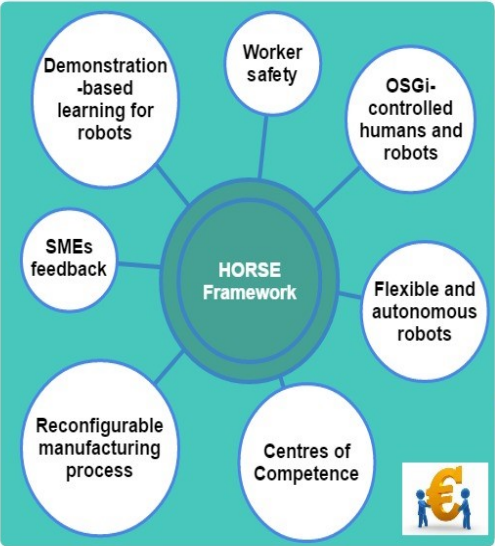 Demonstration
-based
learning for
robots
Worker
safety
OSGi-
controlled
humans and
robots
SMEs
feedback
HORSE
Framework
Flexible and
autonomous
robots
Reconfigurable
manufacturing
process
Centres of
Competence
€